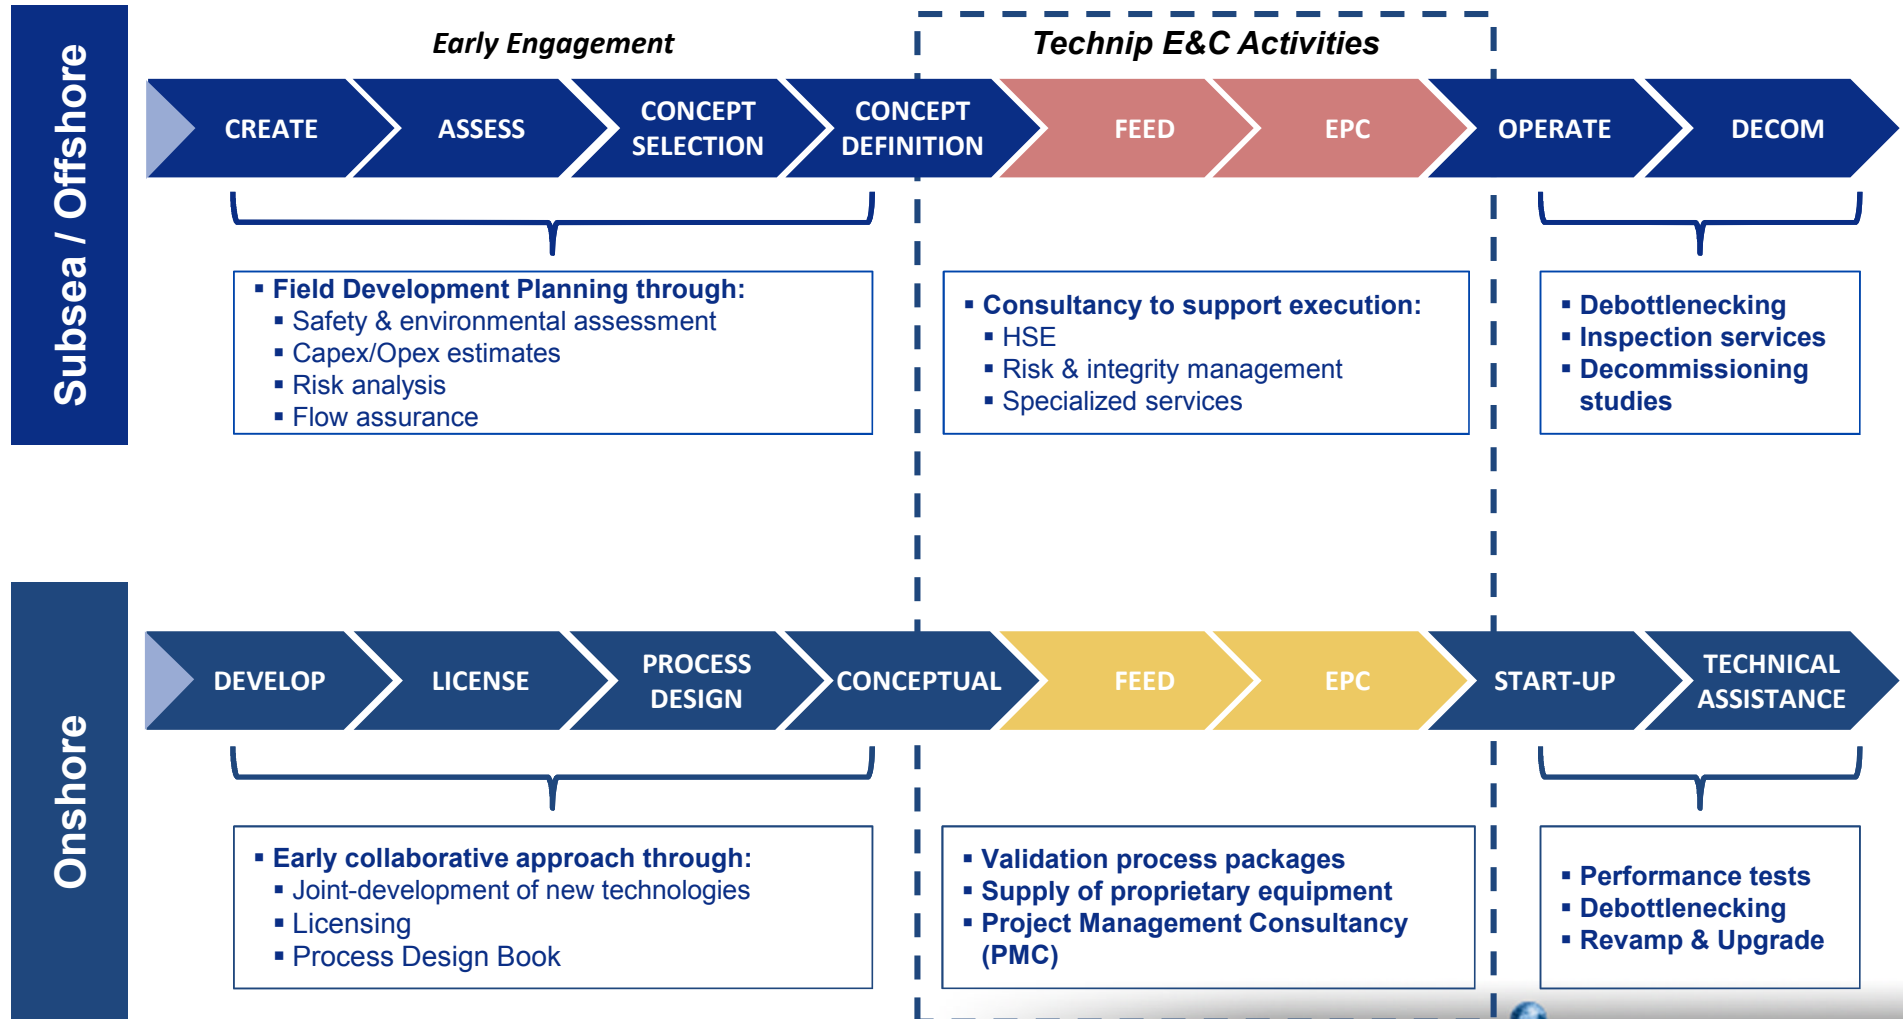 Subsea / Offshore
Early Engagement
Technip E&C Activities
CREATE
ASSESS
CONCEPT
SELECTION
CONCEPT
DEFINITION
FEED
EPC
OPERATE
DECOM
▪ Field Development Planning through:
▪ Safety & environmental assessment
▪ Capex/Opex estimates
▪ Risk analysis
▪ Flow assurance
▪ Consultancy to support execution:
▪ HSE
▪ Risk & integrity management
▪ Specialized services
▪ Debottlenecking
▪ Inspection services
▪ Decommissioning
studies
Onshore
DEVELOP
LICENSE
PROCESS
DESIGN
CONCEPTUAL
FEED
EPC
START-UP
TECHNICAL
ASSISTANCE
▪ Early collaborative approach through:
▪ Joint-development of new technologies
▪ Licensing
▪ Process Design Book
▪ Validation process packages
▪ Supply of proprietary equipment
▪ Project Management Consultancy
(PMC)
▪ Performance tests
▪ Debottlenecking
▪ Revamp & Upgrade